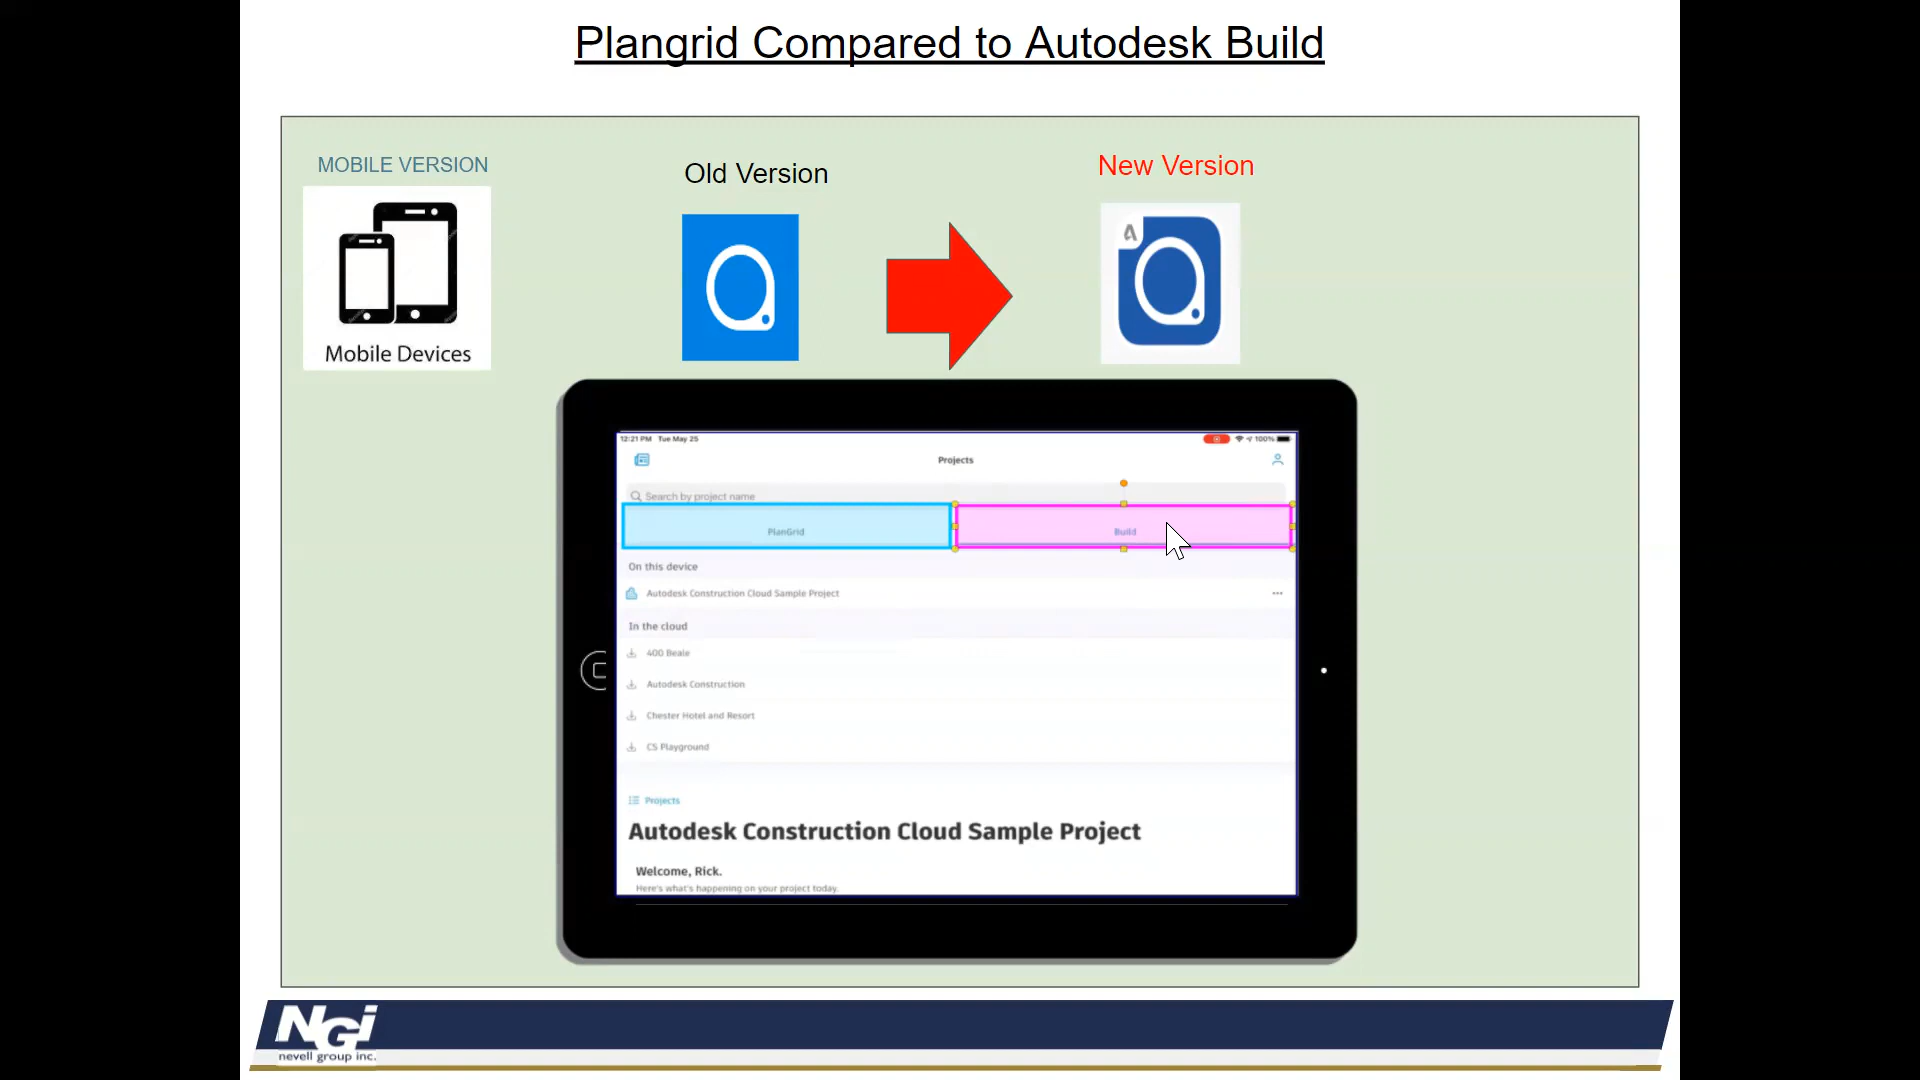 Plangrid Compared to Autodesk Build
MOBILE VERSION
Old Version
New Version
Mobile Devices
12:21 PM Tue May 25
100%
Projects
Search by project name
PlanGrid
Build
On this device
Autodesk Construction Cloud Sample Project
In the cloud
400 Beale
Autodesk Construction
Chester Hotel and Resort
CS Playground
Projects
Autodesk Construction Cloud Sample Project
Welcome, Rick.
Here's what's happening on your project today.
NGi
nevell group inc.